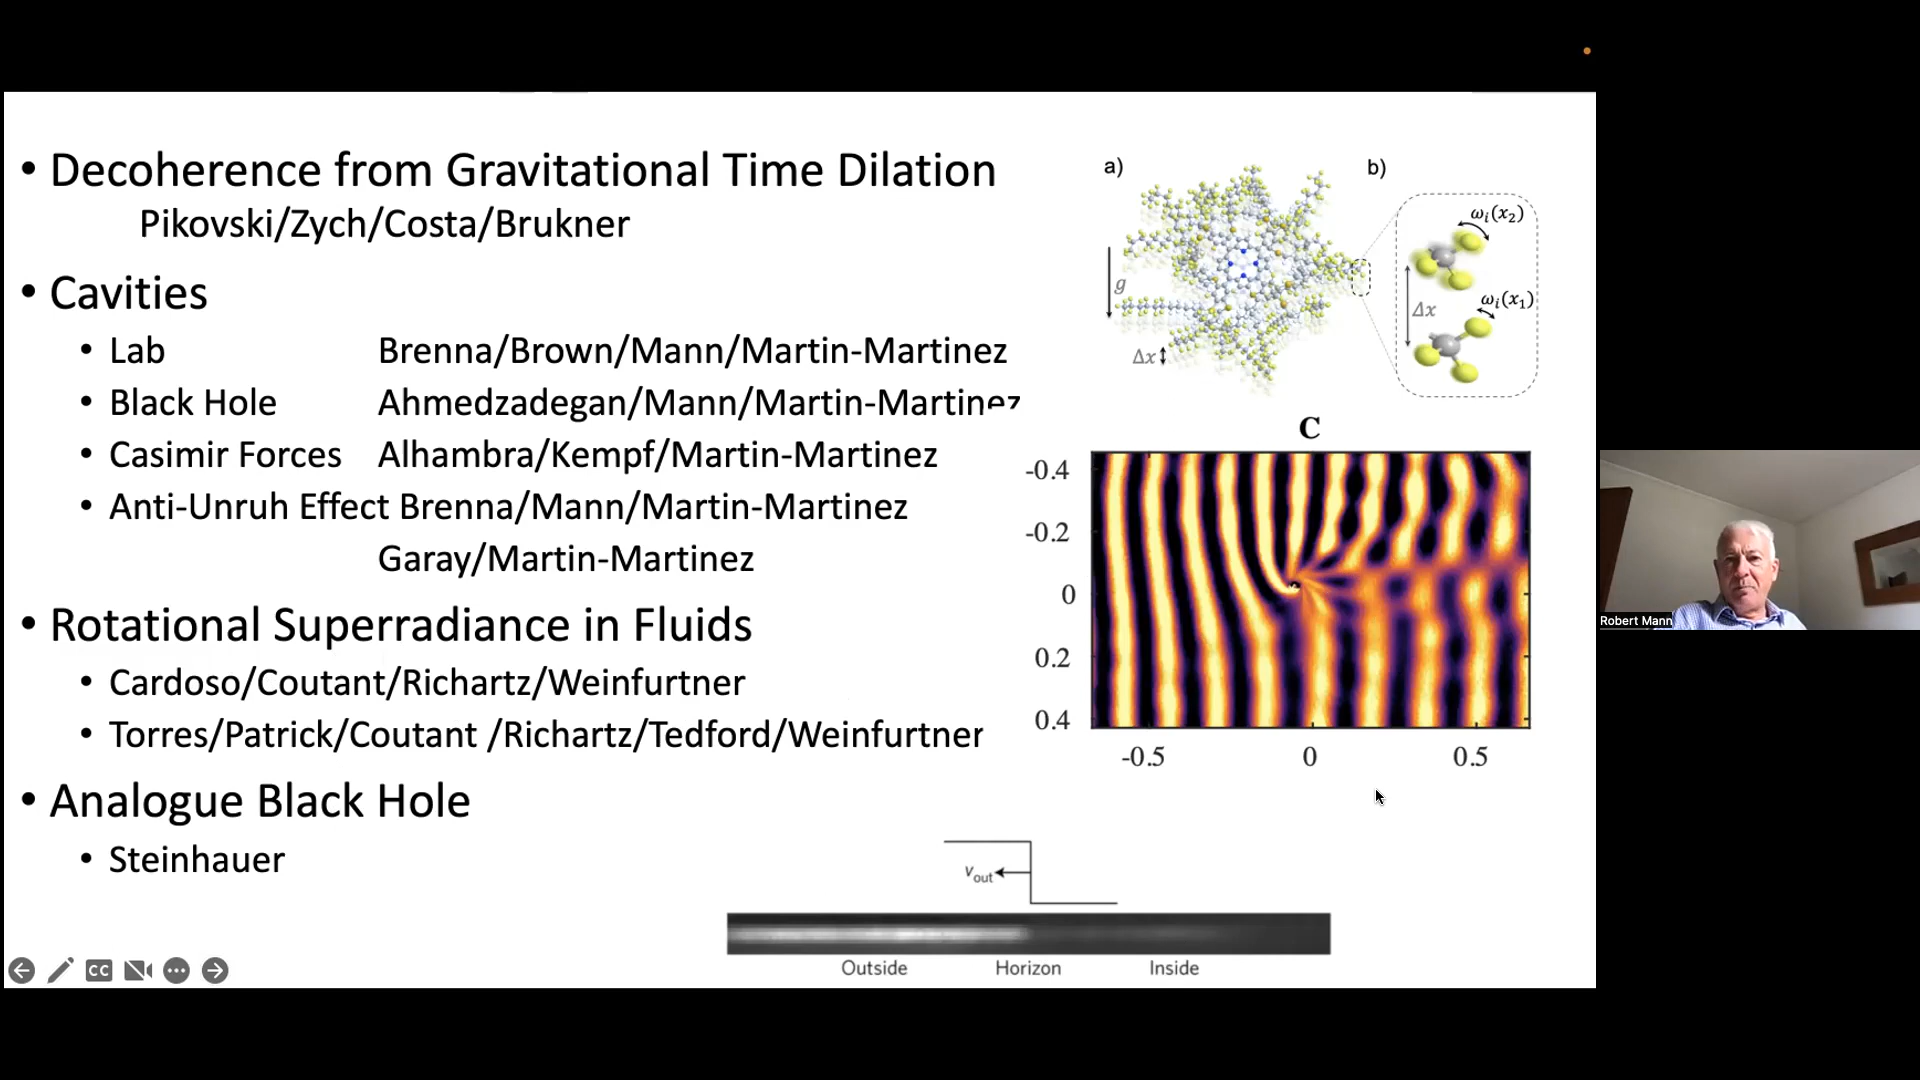 • Decoherence from Gravitational Time Dilation
Pikovski/Zych/Costa/Brukner
• Cavities
• Lab Brenna/Brown/Mann/Martin-Martinez
• Black Hole Ahmedzadegan/Mann/Martin-Martinez
• Casimir Forces Alhambra/Kempf/Martin-Martinez
• Anti-Unruh Effect Brenna/Mann/Martin-Martinez
Garay/Martin-Martinez
• Rotational Superradiance in Fluids
• Cardoso/Coutant/Richartz/Weinfurtner
• Torres/Patrick/Coutant /Richartz/Tedford/Weinfurtner
• Analogue Black Hole
• Steinhauer
a)
b)
g
Δx
ωᵢ(x₂)
Δx
ωᵢ(x₁)
C
-0.4
-0.2
0
0.2
0.4
-0.5 0 0.5
v_out
Outside Horizon Inside
CC
Robert Mann